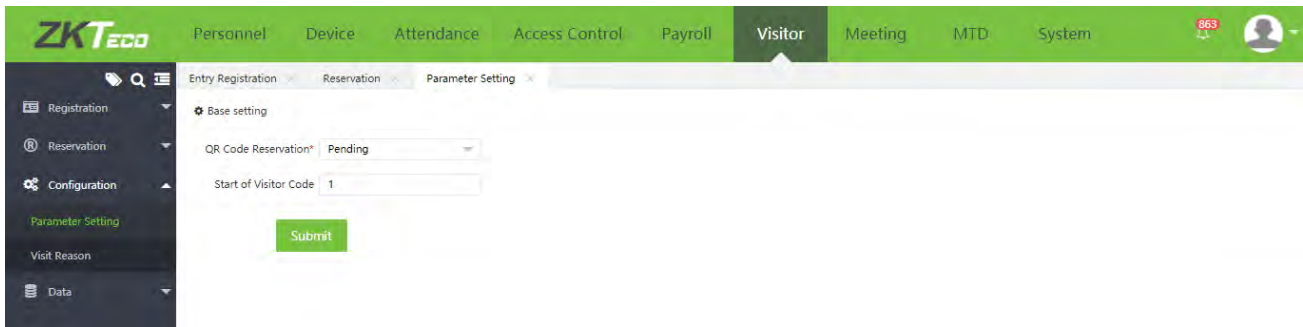 ZKTECO Personnel Device Attendance Access Control Payroll Visitor Meeting MTD System 863
Entry Registration Reservation Parameter Setting
Registration
Reservation
Configuration
Parameter Setting
Visit Reason
Data
Base setting
QR Code Reservation* Pending
Start of Visitor Code 1
Submit